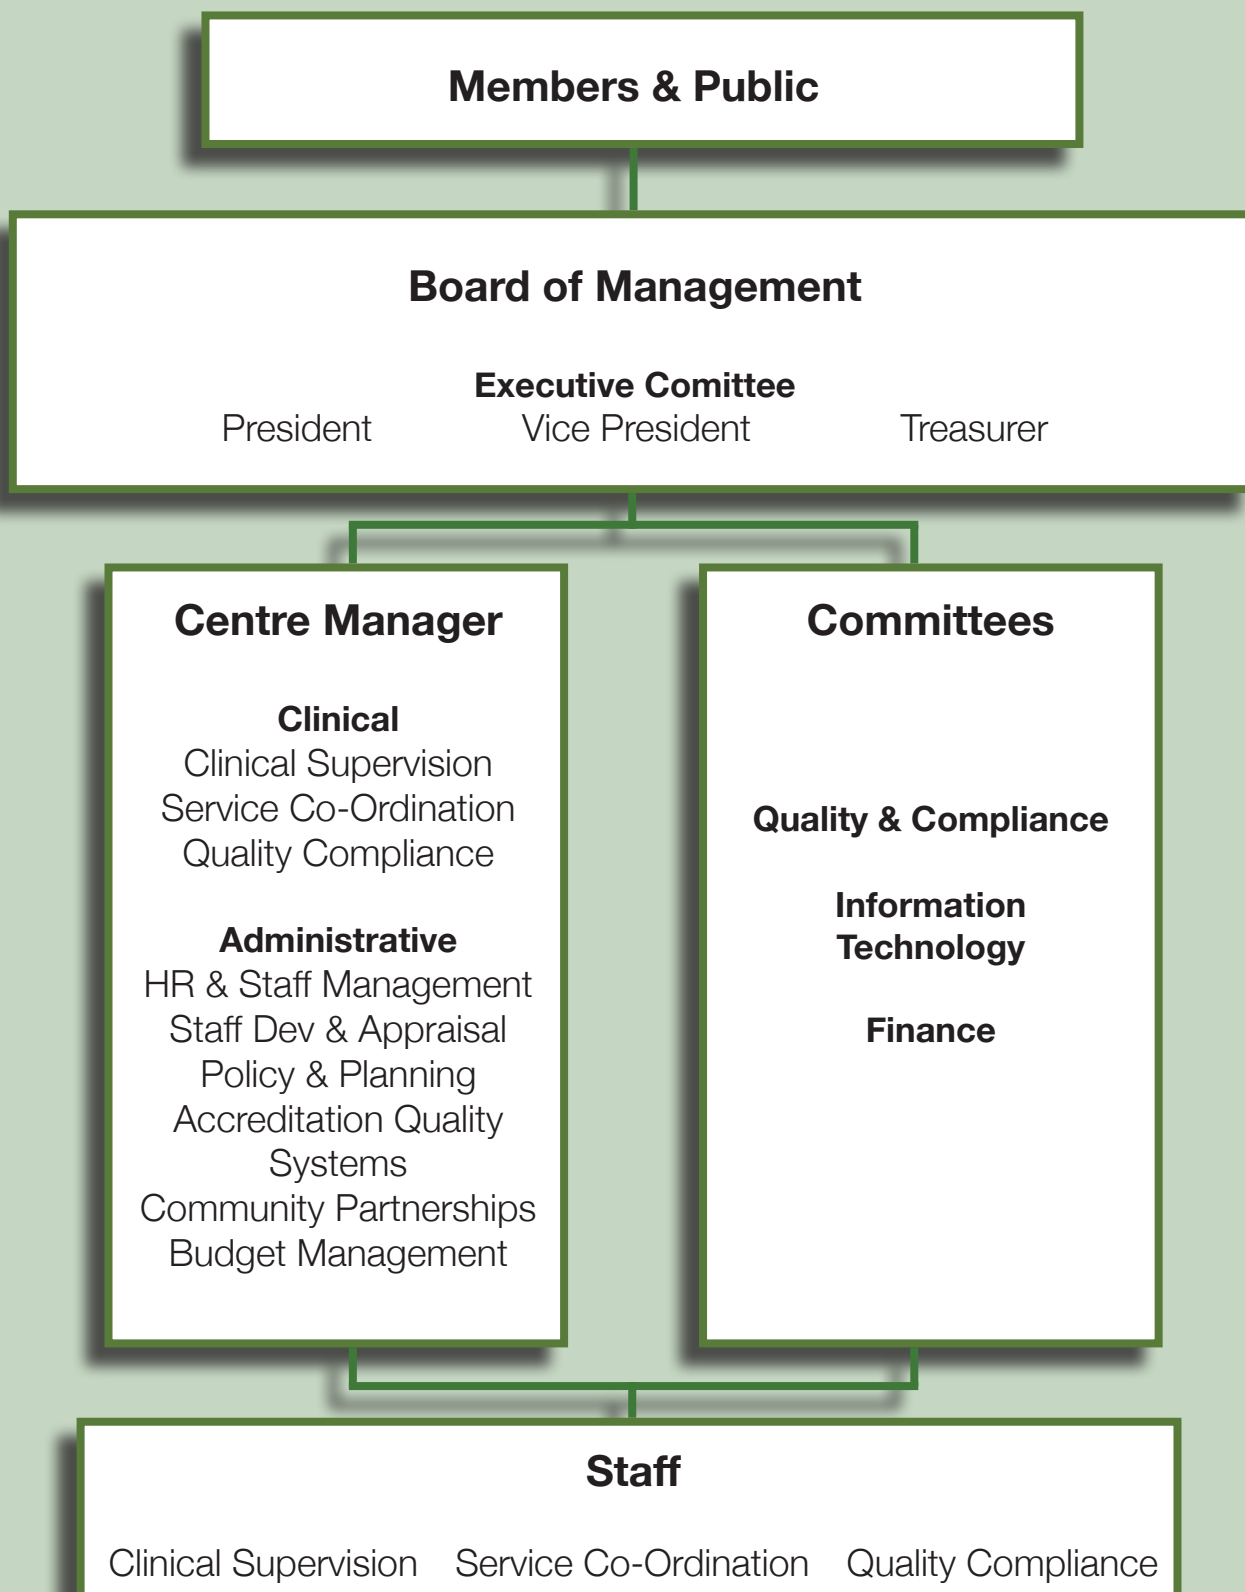 Members & Public
Board of Management
Executive Comittee
President Vice President Treasurer
Centre Manager
Clinical
Clinical Supervision
Service Co-Ordination
Quality Compliance
Administrative
HR & Staff Management
Staff Dev & Appraisal
Policy & Planning
Accreditation Quality
Systems
Community Partnerships
Budget Management
Committees
Quality & Compliance
Information
Technology
Finance
Staff
Clinical Supervision Service Co-Ordination Quality Compliance